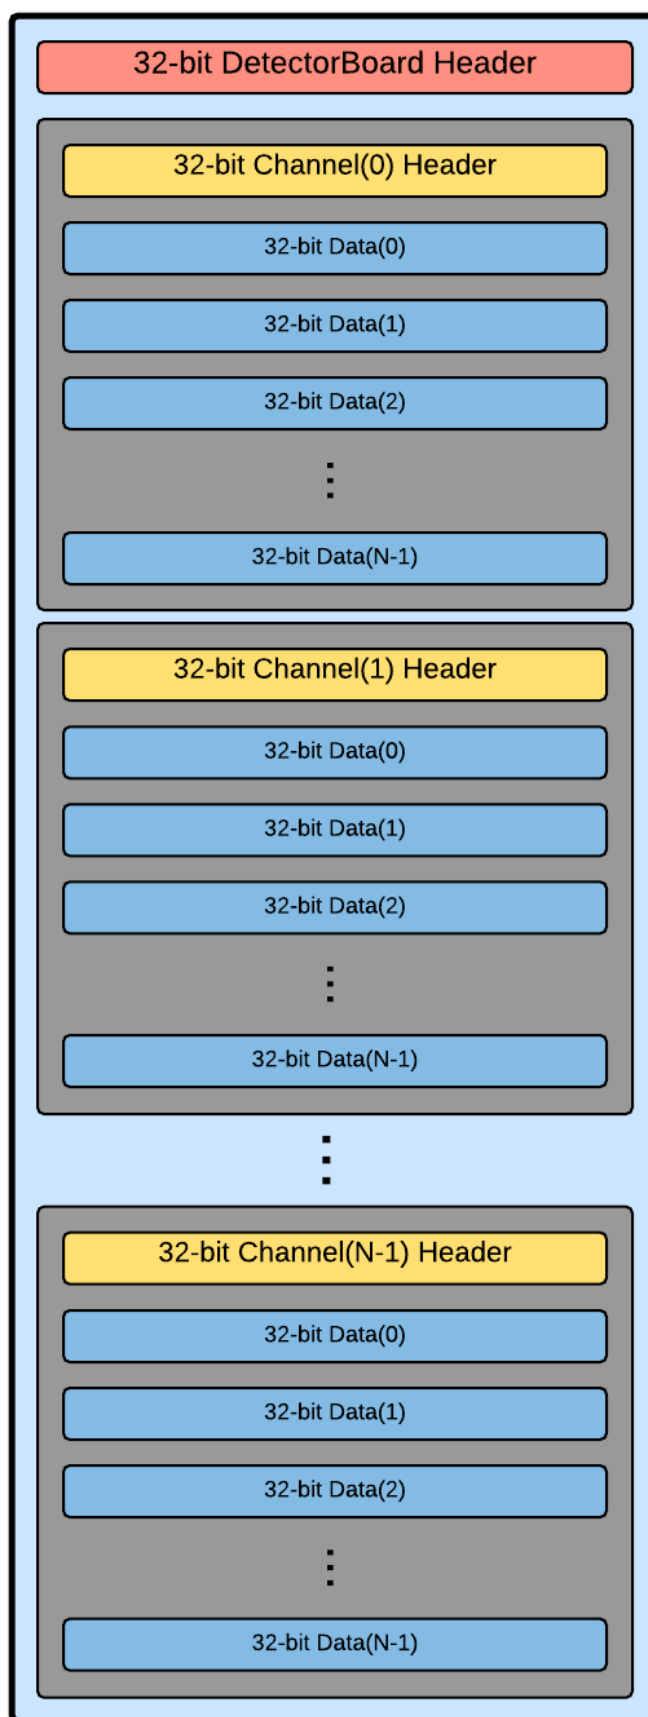 32-bit DetectorBoard Header
32-bit Channel(0) Header
32-bit Data(0)
32-bit Data(1)
32-bit Data(2)
32-bit Data(N-1)
32-bit Channel(1) Header
32-bit Data(0)
32-bit Data(1)
32-bit Data(2)
32-bit Data(N-1)
32-bit Channel(N-1) Header
32-bit Data(0)
32-bit Data(1)
32-bit Data(2)
32-bit Data(N-1)